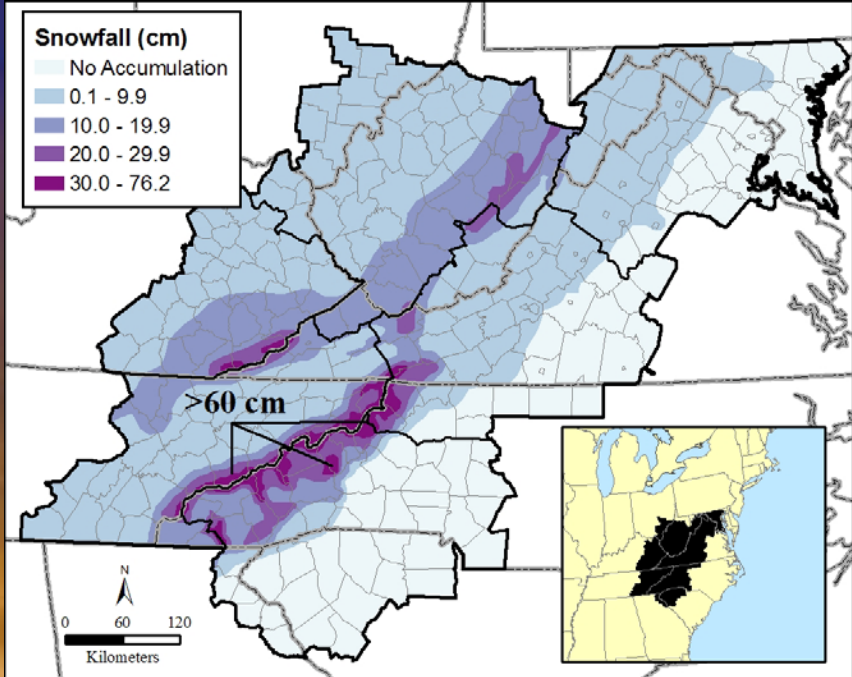 Snowfall (cm)
No Accumulation
0.1 - 9.9
10.0 - 19.9
20.0 - 29.9
30.0 - 76.2
>60 cm
N
0 60 120
Kilometers